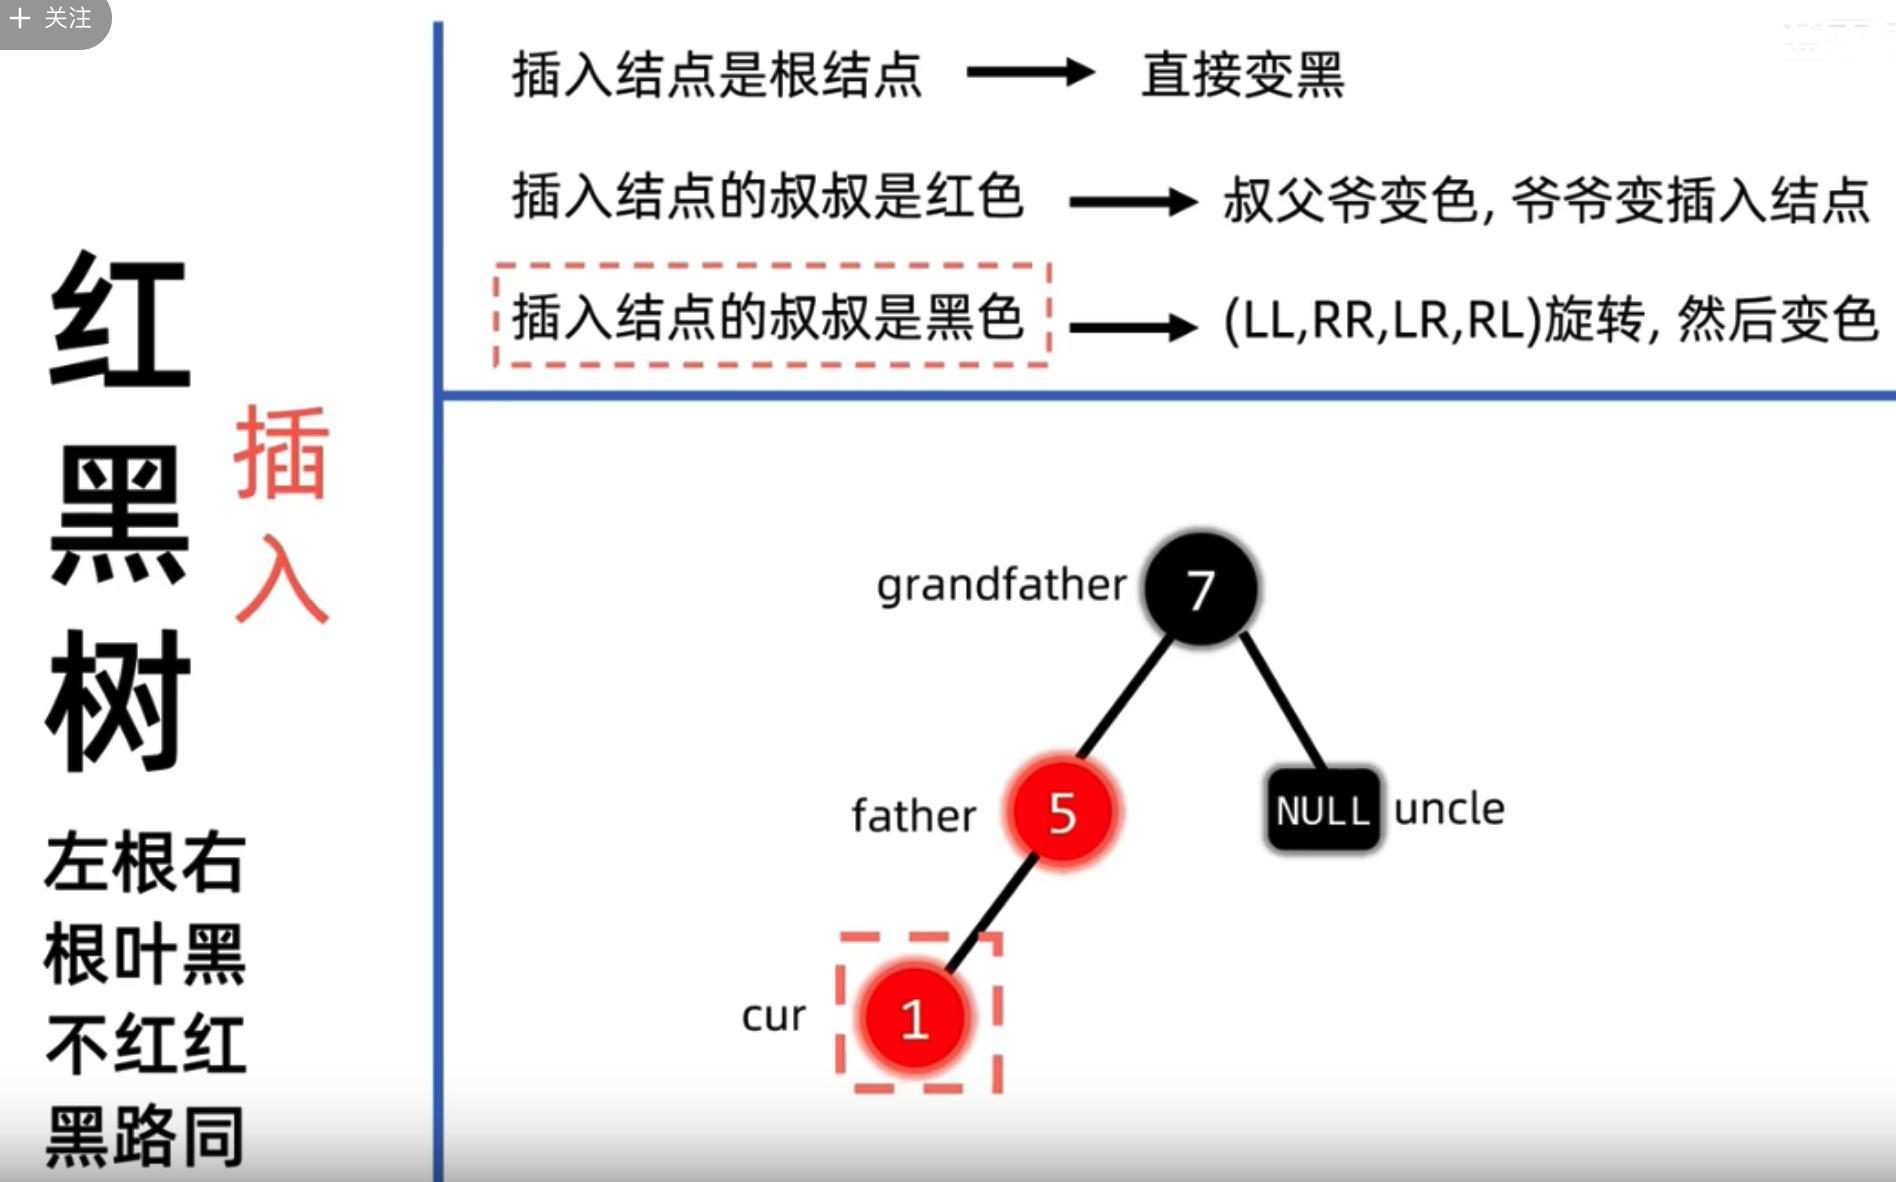 + 关注
插入结点是根结点 → 直接变黑
插入结点的叔叔是红色 → 叔父爷变色, 爷爷变插入结点
插入结点的叔叔是黑色 → (LL,RR,LR,RL)旋转, 然后变色
红黑树
插入
左根右
根叶黑
不红红
黑路同
grandfather 7
father 5
NULL uncle
cur 1